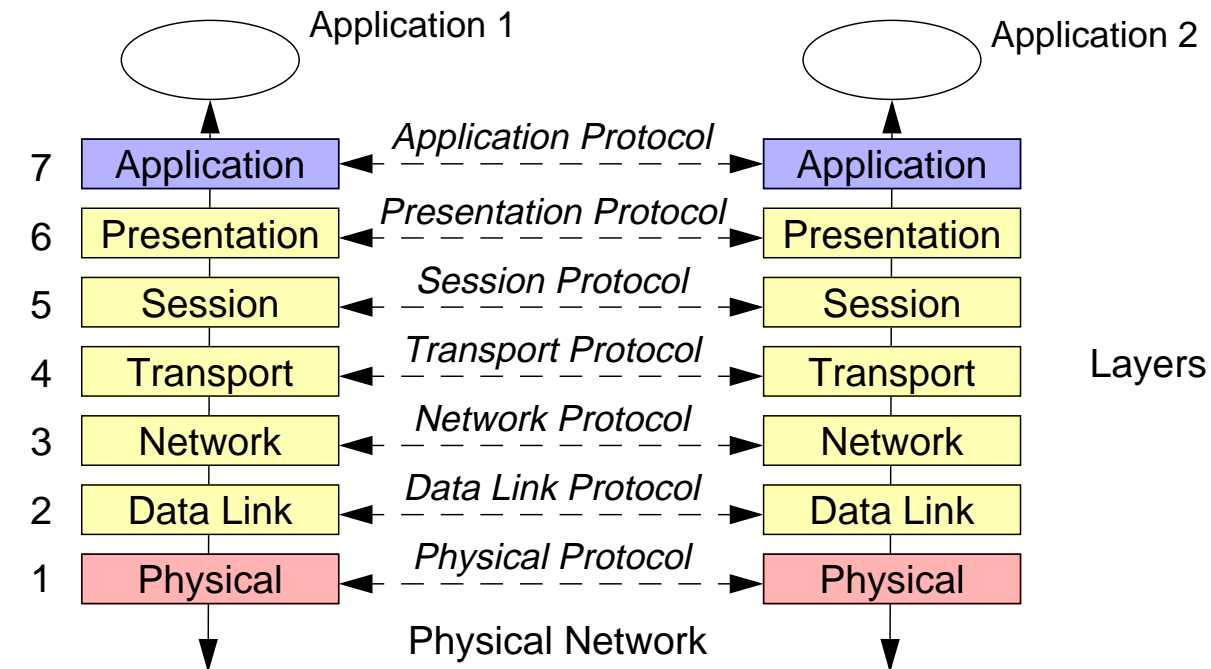 Application 1
Application 2
Application Protocol
7 Application Application
Presentation Protocol
6 Presentation Presentation
Session Protocol
5 Session Session
Transport Protocol
4 Transport Transport
Layers
Network Protocol
3 Network Network
Data Link Protocol
2 Data Link Data Link
Physical Protocol
1 Physical Physical
Physical Network